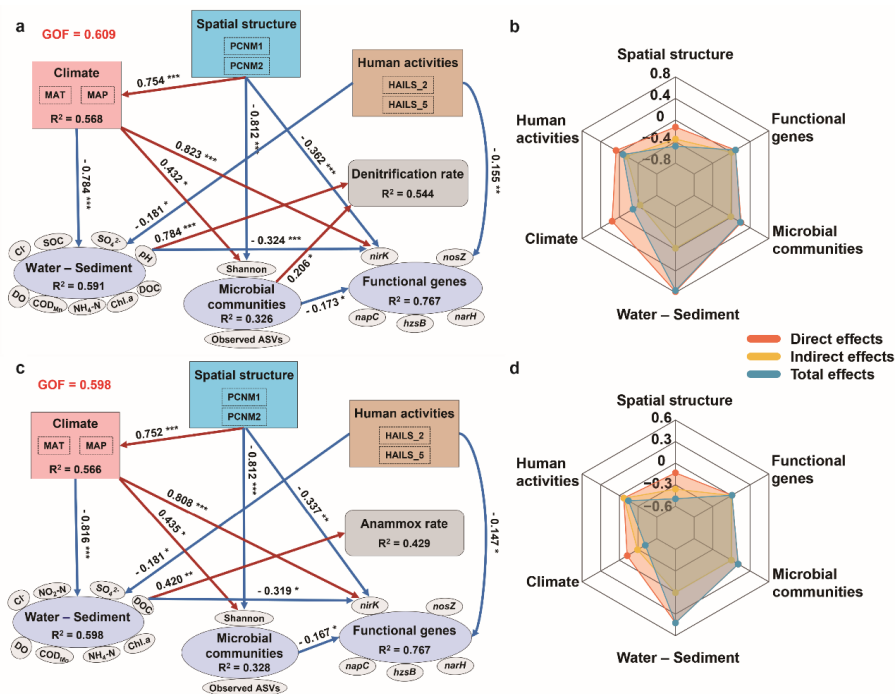 a
GOF = 0.609
Spatial structure
PCNM1
PCNM2
Climate
MAT MAP
R² = 0.568
Human activities
HAILS_2
HAILS_5
0.754 ***
- 0.812 ***
0.823 ***
- 0.362 ***
0.432 *
- 0.155 **
- 0.784 ***
- 0.181 *
0.784 ***
- 0.324 ***
0.206 *
- 0.173 *
Denitrification rate
R² = 0.544
Cl⁻
SOC
SO₄²⁻
pH
Water – Sediment
R² = 0.591
DO
COD_Mn
NH₄-N
Chl.a
DOC
Shannon
Microbial communities
R² = 0.326
Observed ASVs
nirK
nosZ
Functional genes
R² = 0.767
napC
hzsB
narH
b
Spatial structure
0.8
0.4
0
−0.4
−0.8
Human activities
Functional genes
Climate
Microbial communities
Water – Sediment
Direct effects
Indirect effects
Total effects
c
GOF = 0.598
Spatial structure
PCNM1
PCNM2
Climate
MAT MAP
R² = 0.566
Human activities
HAILS_2
HAILS_5
0.752 ***
- 0.812 ***
0.808 ***
- 0.337 **
0.435 *
- 0.147 *
- 0.816 ***
- 0.181 *
0.420 **
- 0.319 *
- 0.167 *
Anammox rate
R² = 0.429
Cl⁻
NO₂-N
SO₄²⁻
DOC
Water – Sediment
R² = 0.598
DO
COD_Mn
NH₄-N
Chl.a
Shannon
Microbial communities
R² = 0.328
Observed ASVs
nirK
nosZ
Functional genes
R² = 0.767
napC
hzsB
narH
d
Spatial structure
0.6
0.3
0
−0.3
−0.6
Human activities
Functional genes
Climate
Microbial communities
Water – Sediment